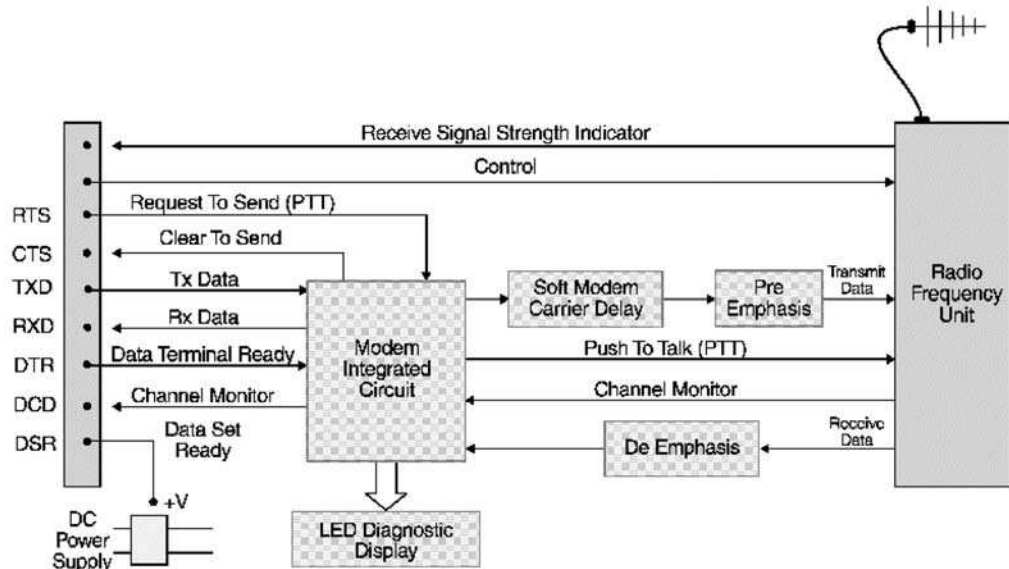 Receive Signal Strength Indicator
Control
RTS
Request To Send (PTT)
CTS
Clear To Send
TXD
Tx Data
RXD
Rx Data
DTR
Data Terminal Ready
DCD
Channel Monitor
DSR
Data Set
Ready
+V
DC
Power
Supply
Modem
Integrated
Circuit
LED Diagnostic
Display
Soft Modem
Carrier Delay
Pre
Emphasis
Transmit
Data
Push To Talk (PTT)
Channel Monitor
De Emphasis
Receive
Data
Radio
Frequency
Unit